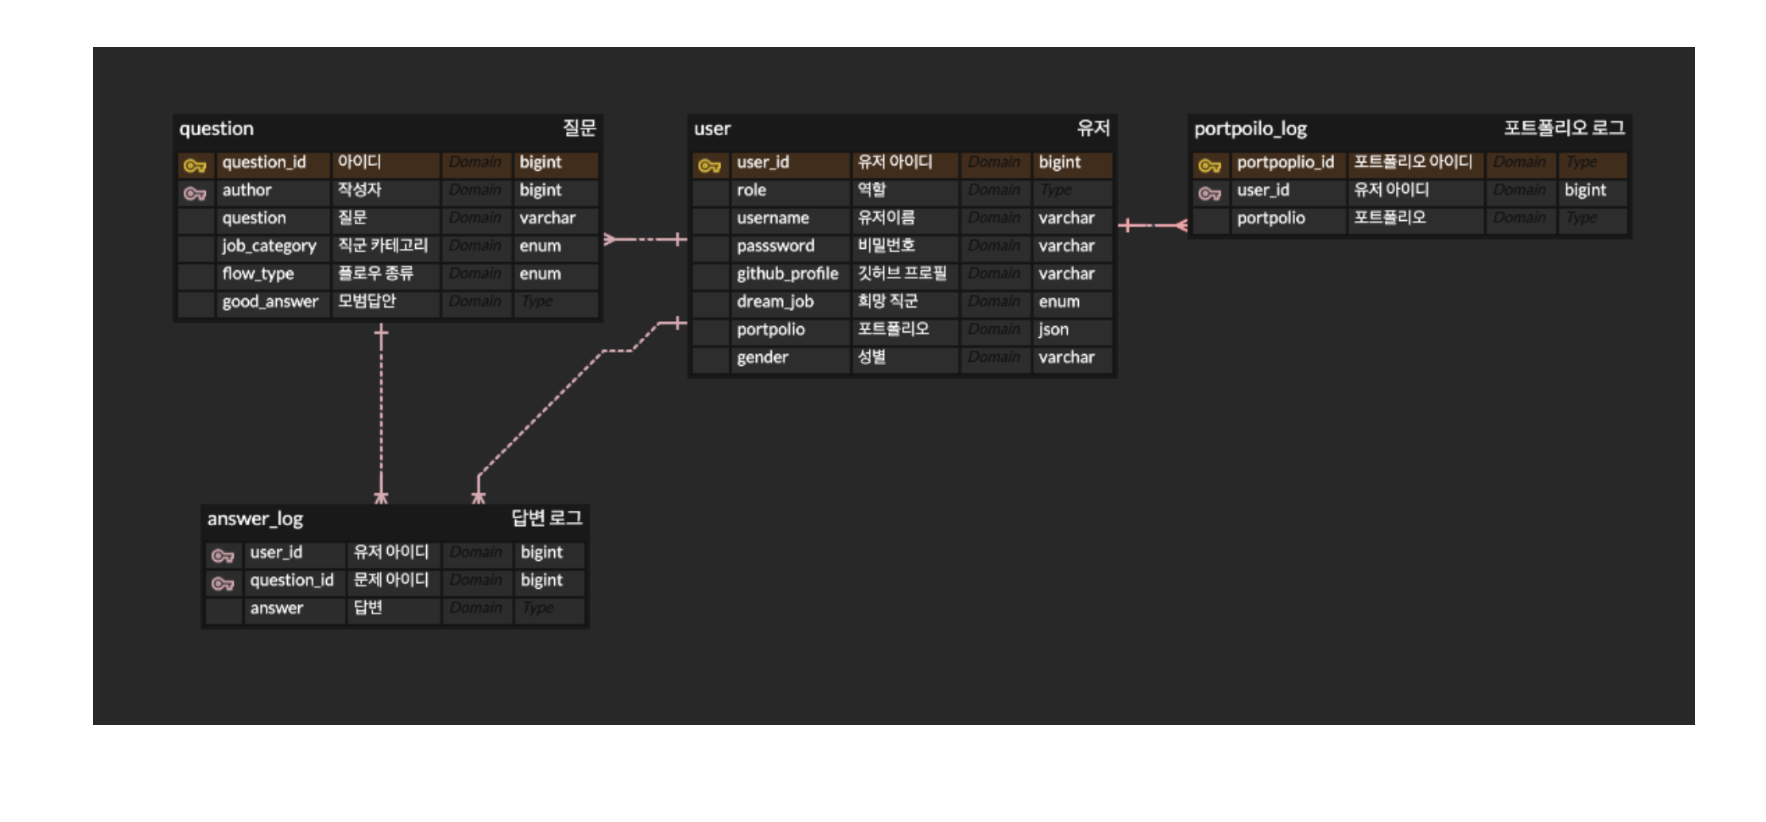 question 질문
question_id 아이디 Domain bigint
author 작성자 Domain bigint
question 질문 Domain varchar
job_category 직군 카테고리 Domain enum
flow_type 플로우 종류 Domain enum
good_answer 모범답안 Domain Type
user 유저
user_id 유저 아이디 Domain bigint
role 역할 Domain Type
username 유저이름 Domain varchar
passsword 비밀번호 Domain varchar
github_profile 깃허브 프로필 Domain varchar
dream_job 희망 직군 Domain enum
portpolio 포트폴리오 Domain json
gender 성별 Domain varchar
portpoilo_log 포트폴리오 로그
portpoplio_id 포트폴리오 아이디 Domain Type
user_id 유저 아이디 Domain bigint
portpolio 포트폴리오 Domain Type
answer_log 답변 로그
user_id 유저 아이디 Domain bigint
question_id 문제 아이디 Domain bigint
answer 답변 Domain Type